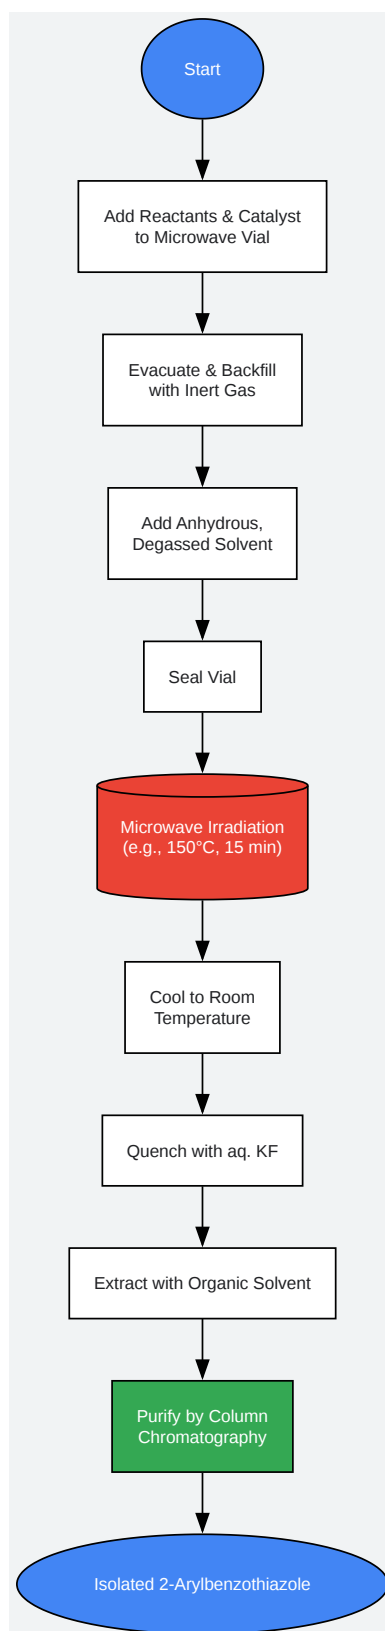 Start
Add Reactants & Catalyst
to Microwave Vial
Evacuate & Backfill
with Inert Gas
Add Anhydrous,
Degassed Solvent
Seal Vial
Microwave Irradiation
(e.g., 150°C, 15 min)
Cool to Room
Temperature
Quench with aq. KF
Extract with Organic Solvent
Purify by Column
Chromatography
Isolated 2-Arylbenzothiazole